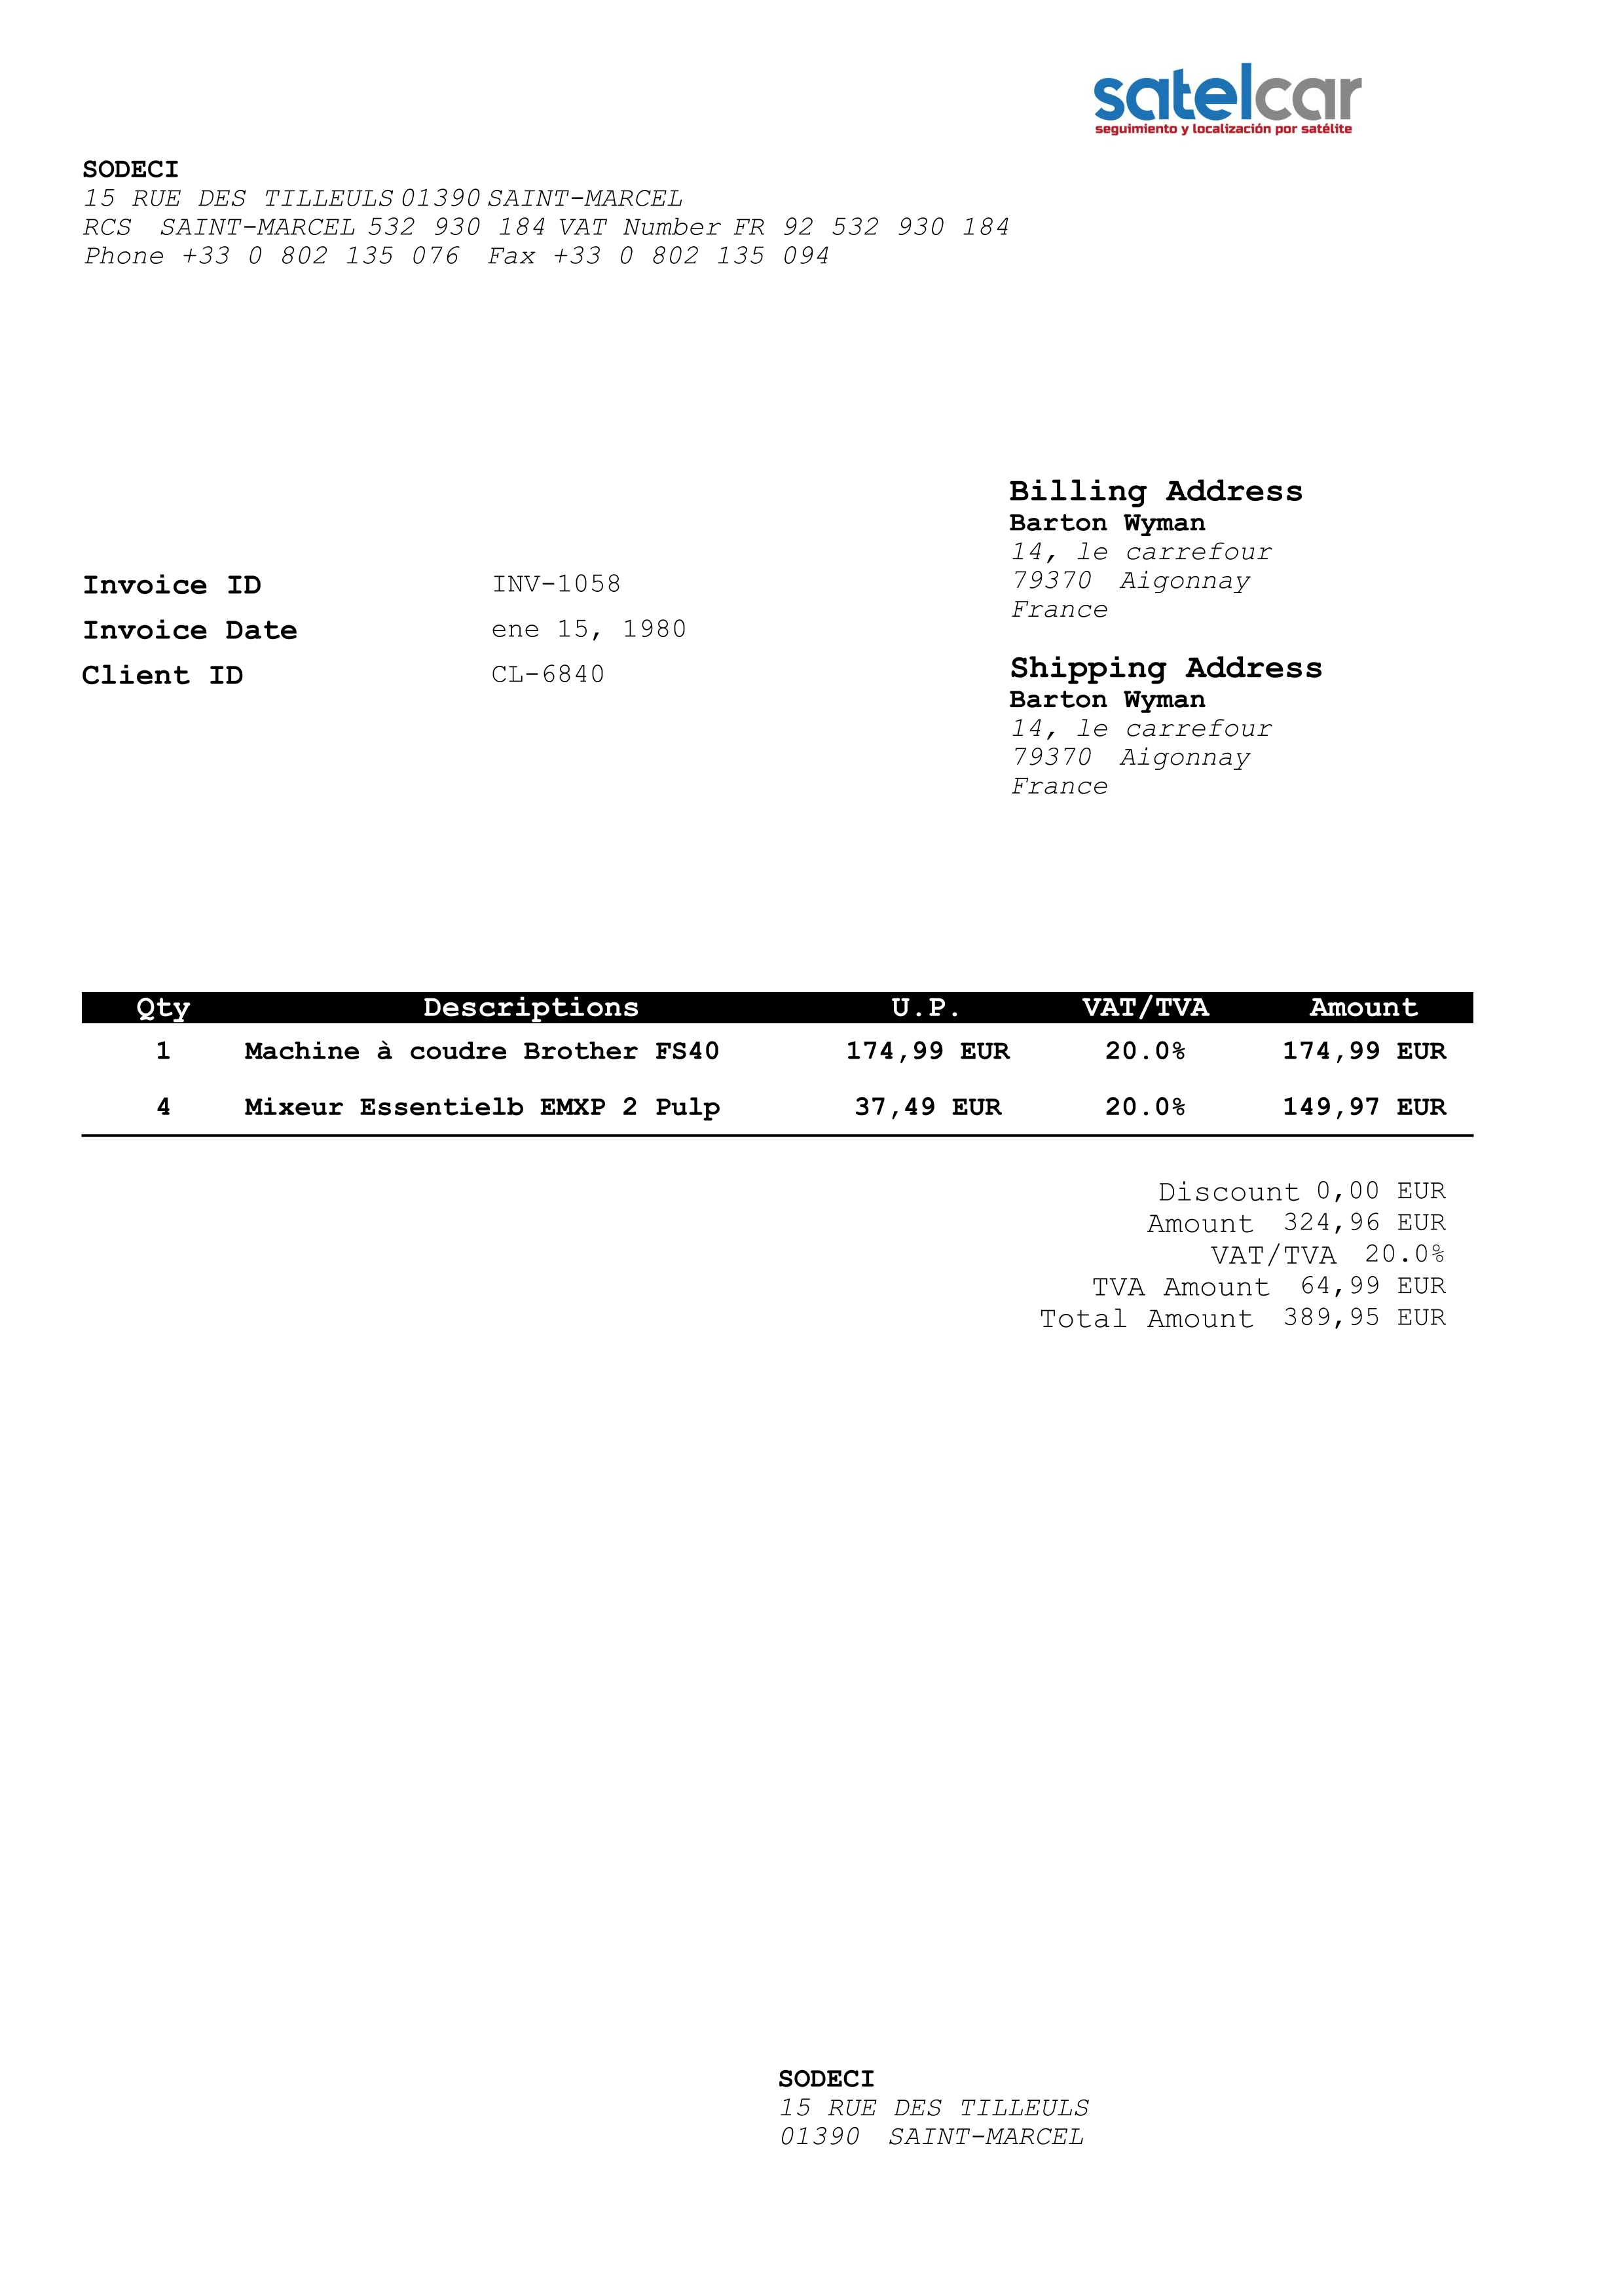 satelcar
seguimiento y localización por satélite
SODECI
15 RUE DES TILLEULS 01390 SAINT-MARCEL
RCS SAINT-MARCEL 532 930 184 VAT Number FR 92 532 930 184
Phone +33 0 802 135 076 Fax +33 0 802 135 094
Billing Address
Barton Wyman
14, le carrefour
79370 Aigonnay
France
Invoice ID INV-1058
Invoice Date ene 15, 1980
Client ID CL-6840
Shipping Address
Barton Wyman
14, le carrefour
79370 Aigonnay
France
Qty Descriptions U.P. VAT/TVA Amount
1 Machine à coudre Brother FS40 174,99 EUR 20.0% 174,99 EUR
4 Mixeur Essentielb EMXP 2 Pulp 37,49 EUR 20.0% 149,97 EUR
Discount 0,00 EUR
Amount 324,96 EUR
VAT/TVA 20.0%
TVA Amount 64,99 EUR
Total Amount 389,95 EUR
SODECI
15 RUE DES TILLEULS
01390 SAINT-MARCEL